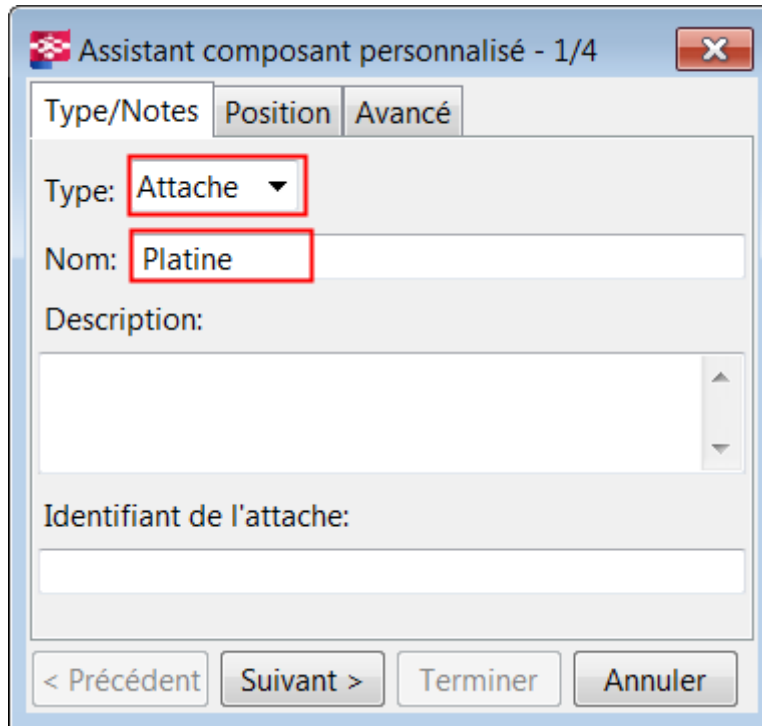 Assistant composant personnalisé - 1/4
Type/Notes Position Avancé
Type: Attache
Nom: Platine
Description:
Identifiant de l'attache:
< Précédent Suivant > Terminer Annuler